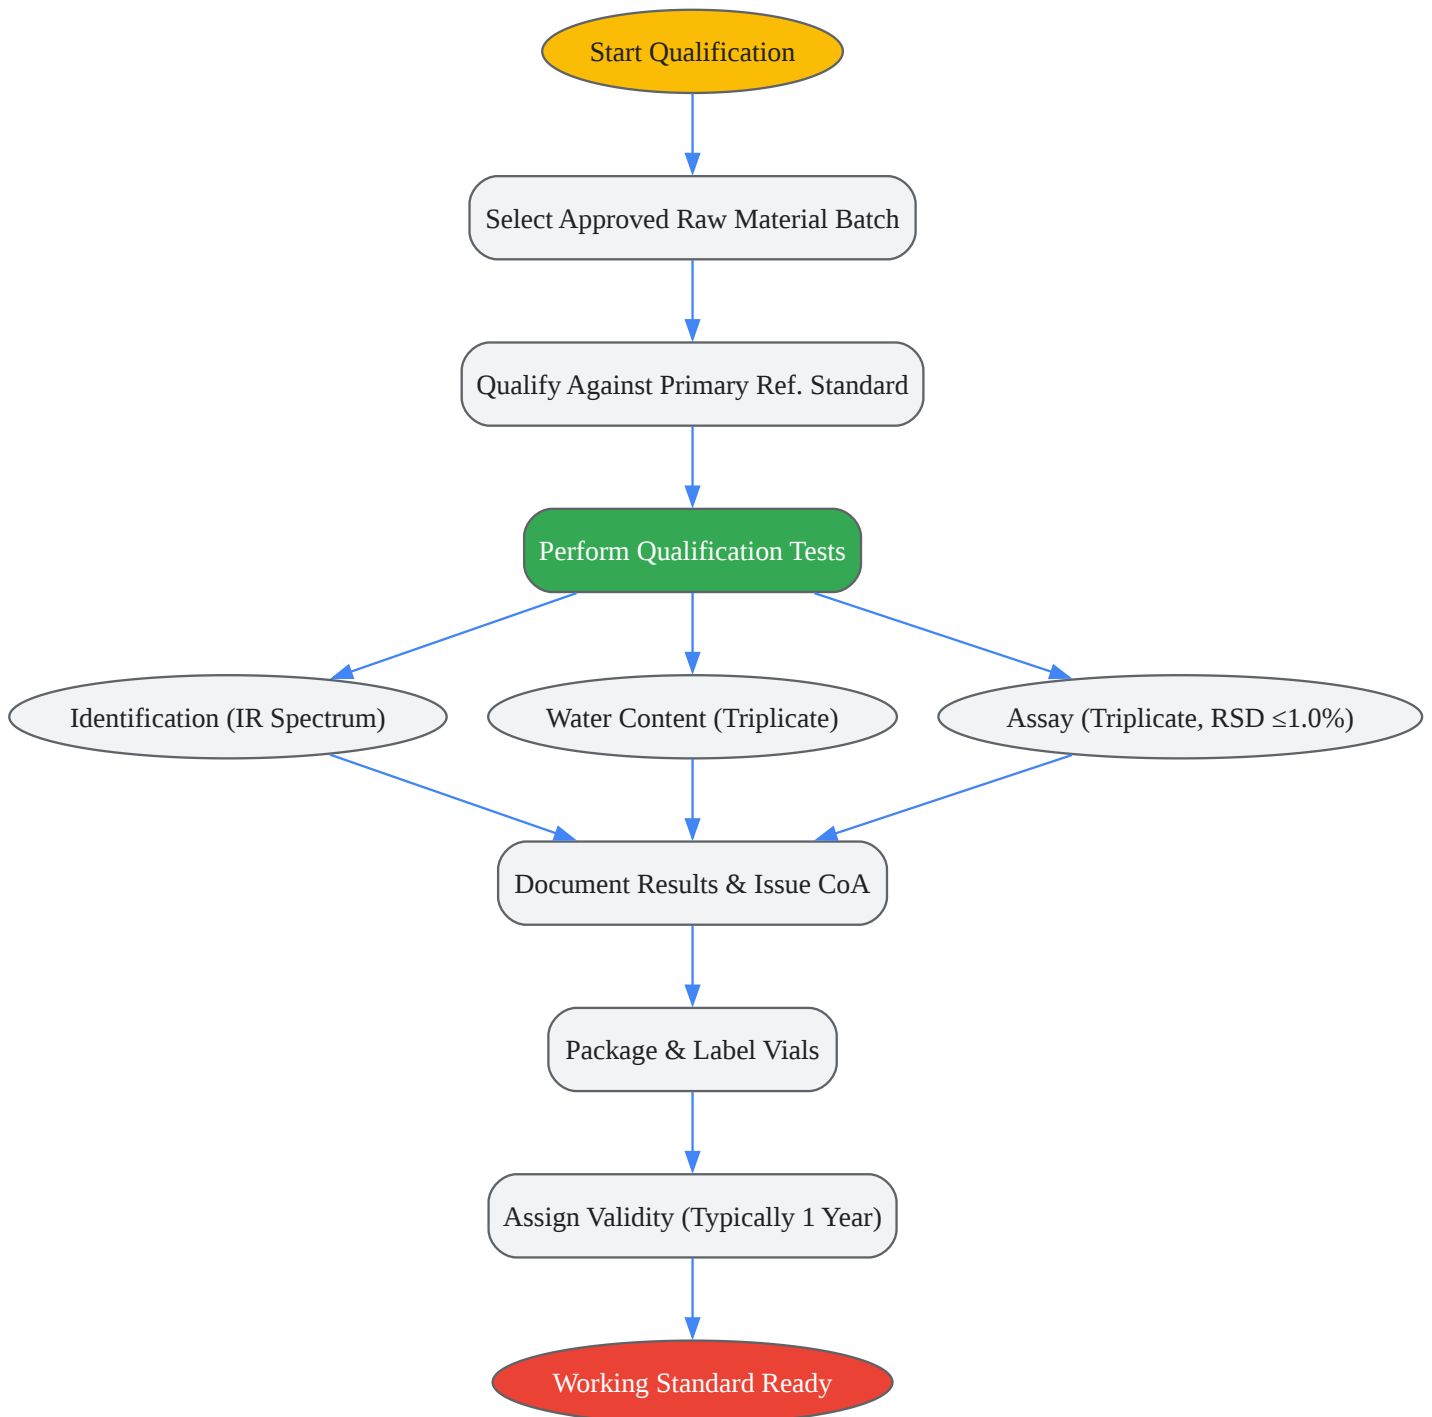 Start Qualification
Select Approved Raw Material Batch
Qualify Against Primary Ref. Standard
Perform Qualification Tests
Identification (IR Spectrum)
Water Content (Triplicate)
Assay (Triplicate, RSD ≤1.0%)
Document Results & Issue CoA
Package & Label Vials
Assign Validity (Typically 1 Year)
Working Standard Ready